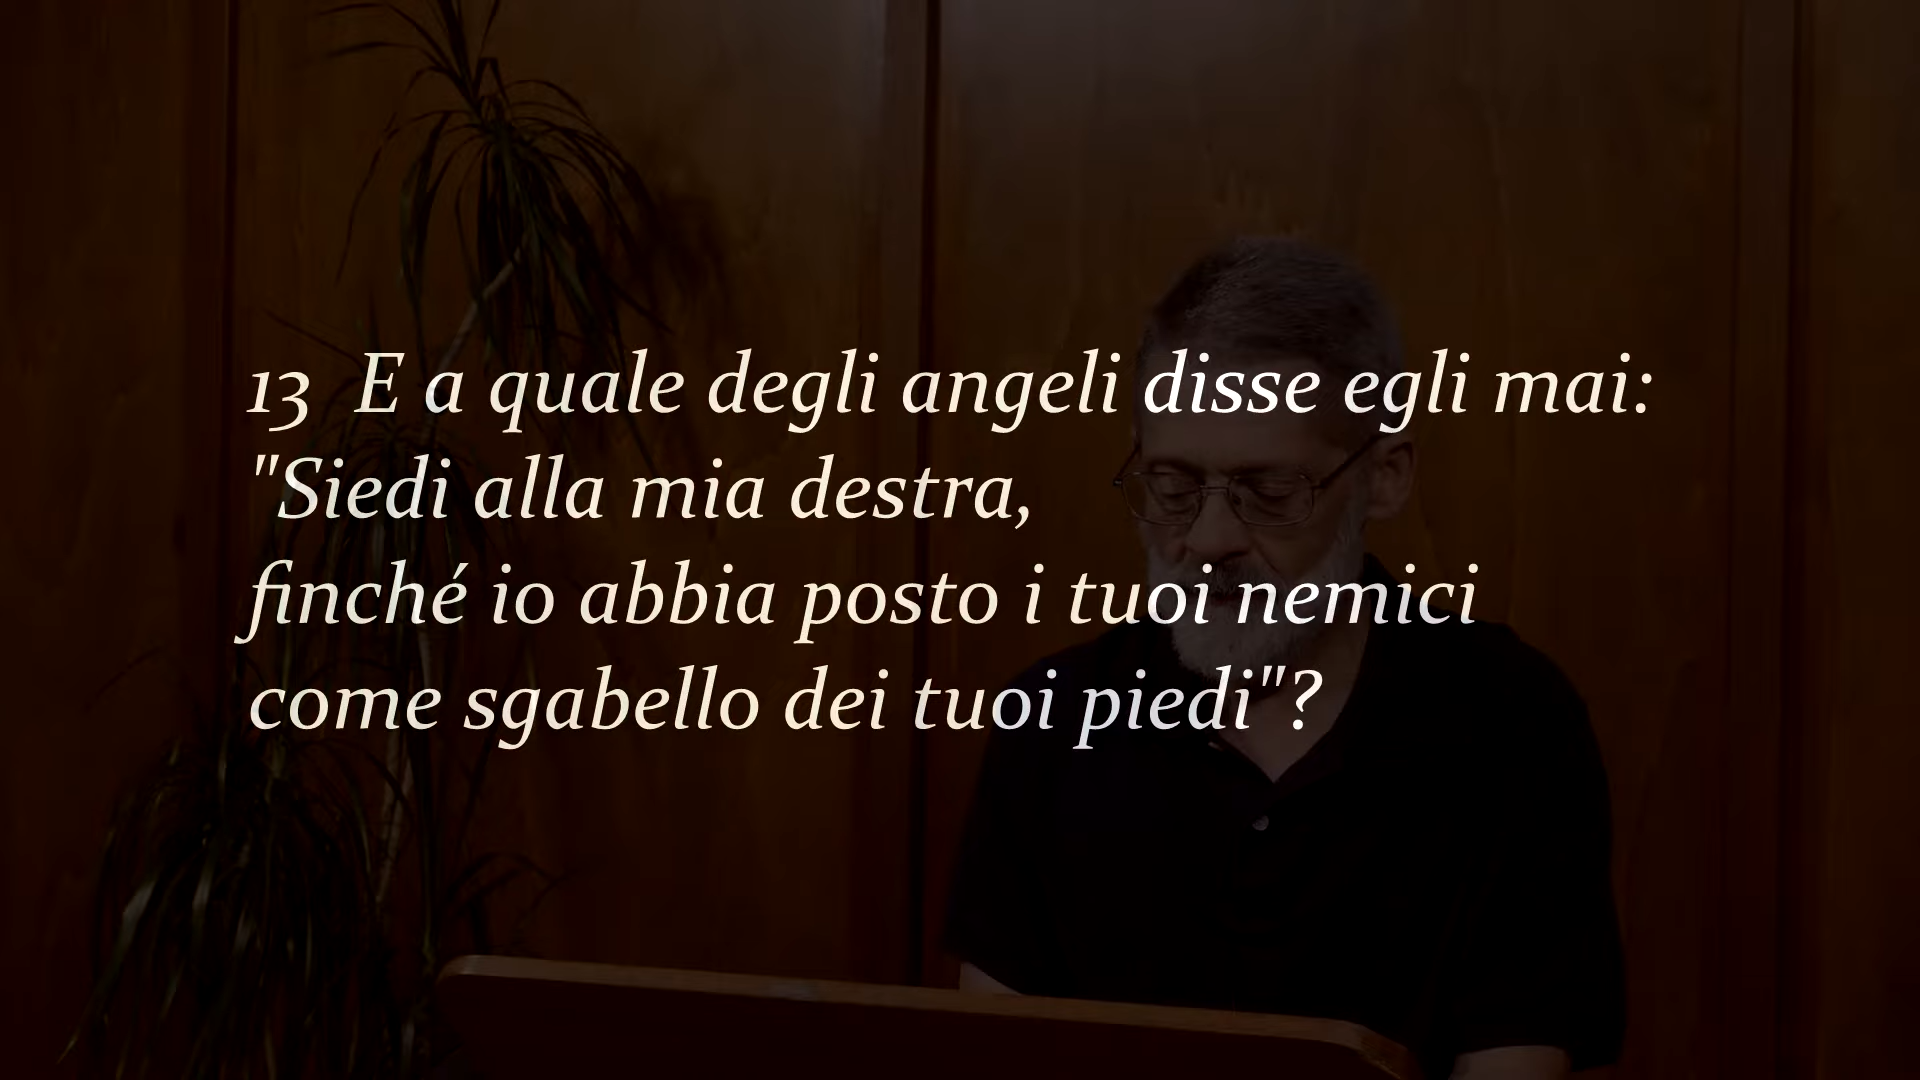 13  E a quale degli angeli disse egli mai:
"Siedi alla mia destra,
finché io abbia posto i tuoi nemici
come sgabello dei tuoi piedi"?